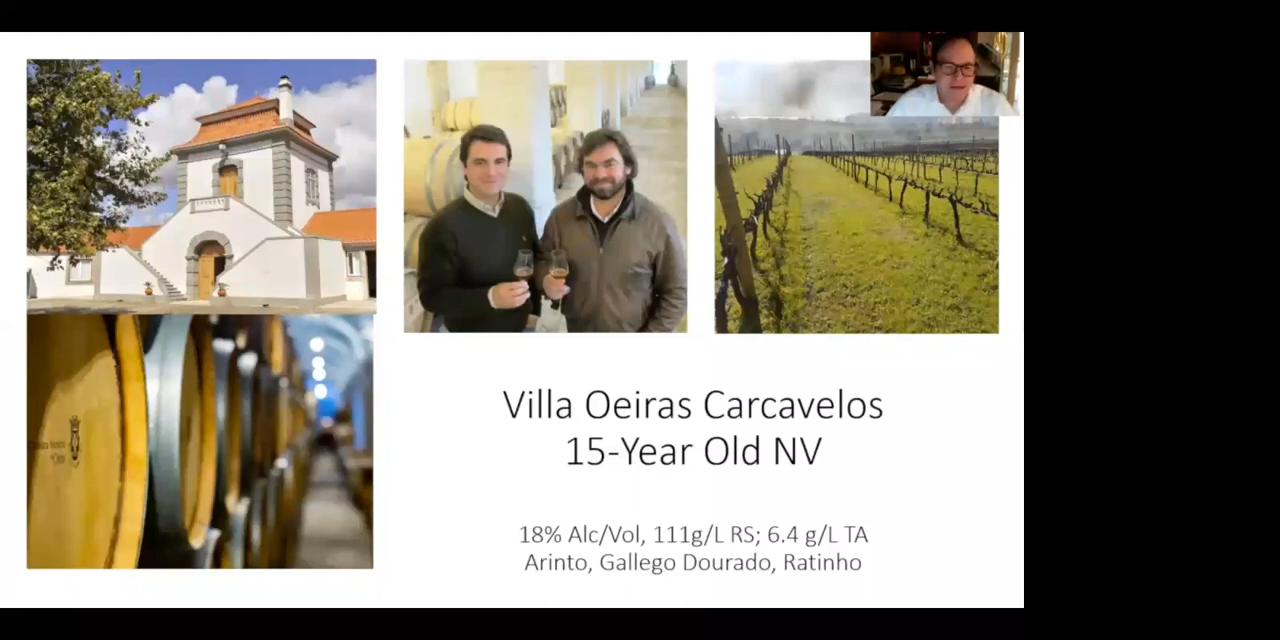 Villa Oeiras Carcavelos
15-Year Old NV
18% Alc/Vol, 111g/L RS; 6.4 g/L TA
Arinto, Gallego Dourado, Ratinho